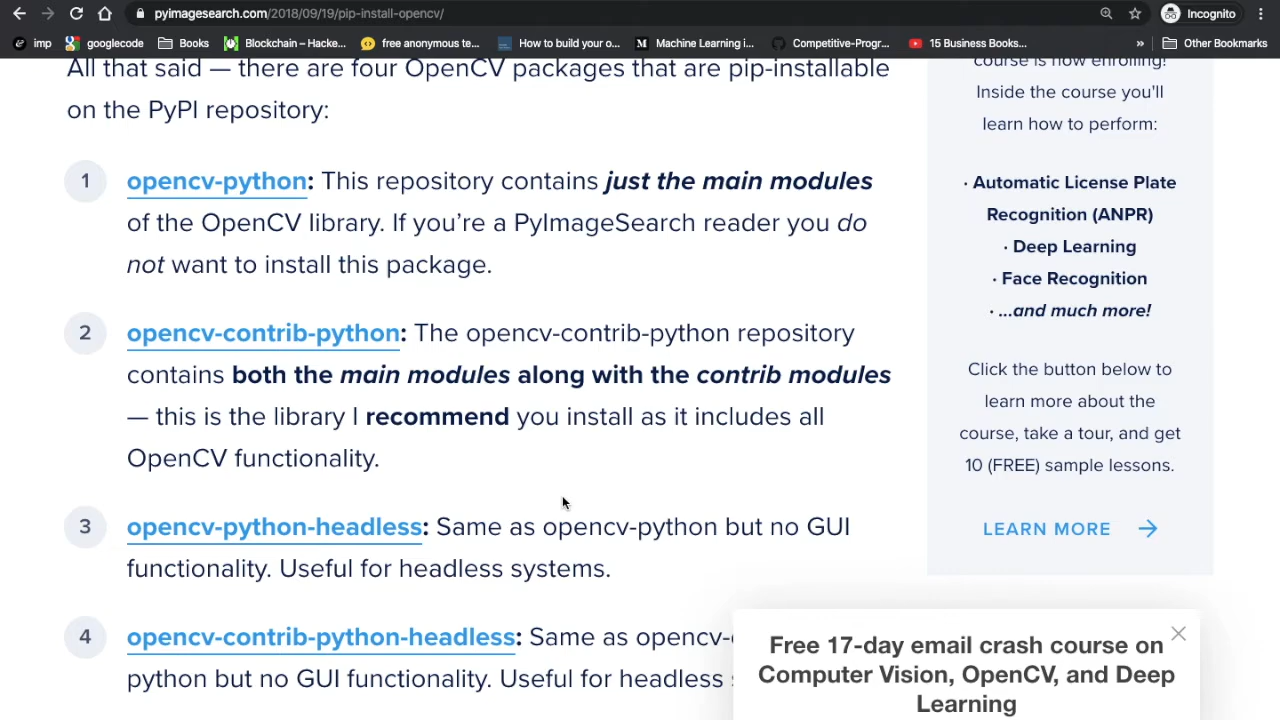 pyimagesearch.com/2018/09/19/pip-install-opencv/
Incognito
imp
googlecode
Books
Blockchain – Hacke...
free anonymous te...
How to build your o...
Machine Learning i...
Competitive-Progr...
15 Business Books...
»
Other Bookmarks
All that said — there are four OpenCV packages that are pip-installable
on the PyPI repository:
1
opencv-python: This repository contains just the main modules
of the OpenCV library. If you’re a PyImageSearch reader you do
not want to install this package.
2
opencv-contrib-python: The opencv-contrib-python repository
contains both the main modules along with the contrib modules
— this is the library I recommend you install as it includes all
OpenCV functionality.
3
opencv-python-headless: Same as opencv-python but no GUI
functionality. Useful for headless systems.
4
opencv-contrib-python-headless: Same as opencv-
python but no GUI functionality. Useful for headless
course is now enrolling!
Inside the course you'll
learn how to perform:
· Automatic License Plate
Recognition (ANPR)
· Deep Learning
· Face Recognition
· ...and much more!
Click the button below to
learn more about the
course, take a tour, and get
10 (FREE) sample lessons.
LEARN MORE
Free 17-day email crash course on
Computer Vision, OpenCV, and Deep
Learning